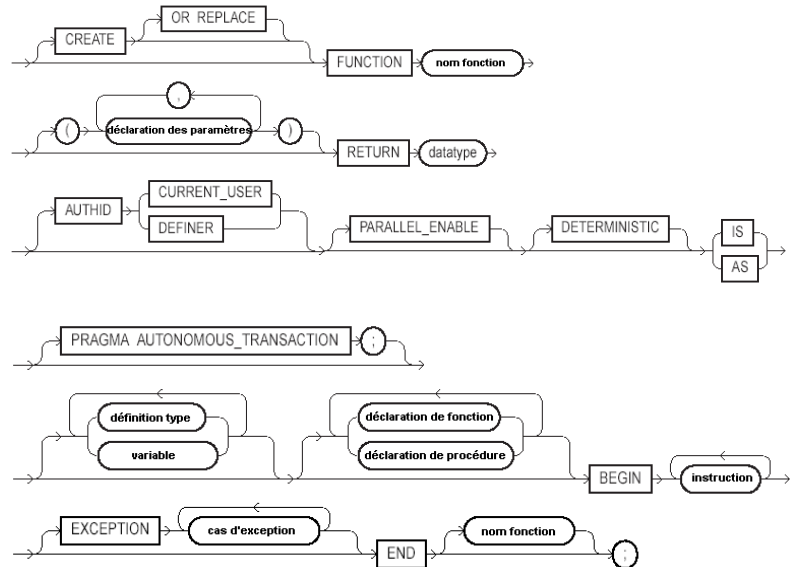 OR REPLACE
CREATE
FUNCTION nom fonction
,
( déclaration des paramètres )
RETURN datatype
CURRENT_USER
AUTHID
DEFINER
PARALLEL_ENABLE
DETERMINISTIC
IS
AS
PRAGMA AUTONOMOUS_TRANSACTION ;
définition type
variable
déclaration de fonction
déclaration de procédure
BEGIN
instruction
EXCEPTION
cas d'exception
END
nom fonction
;